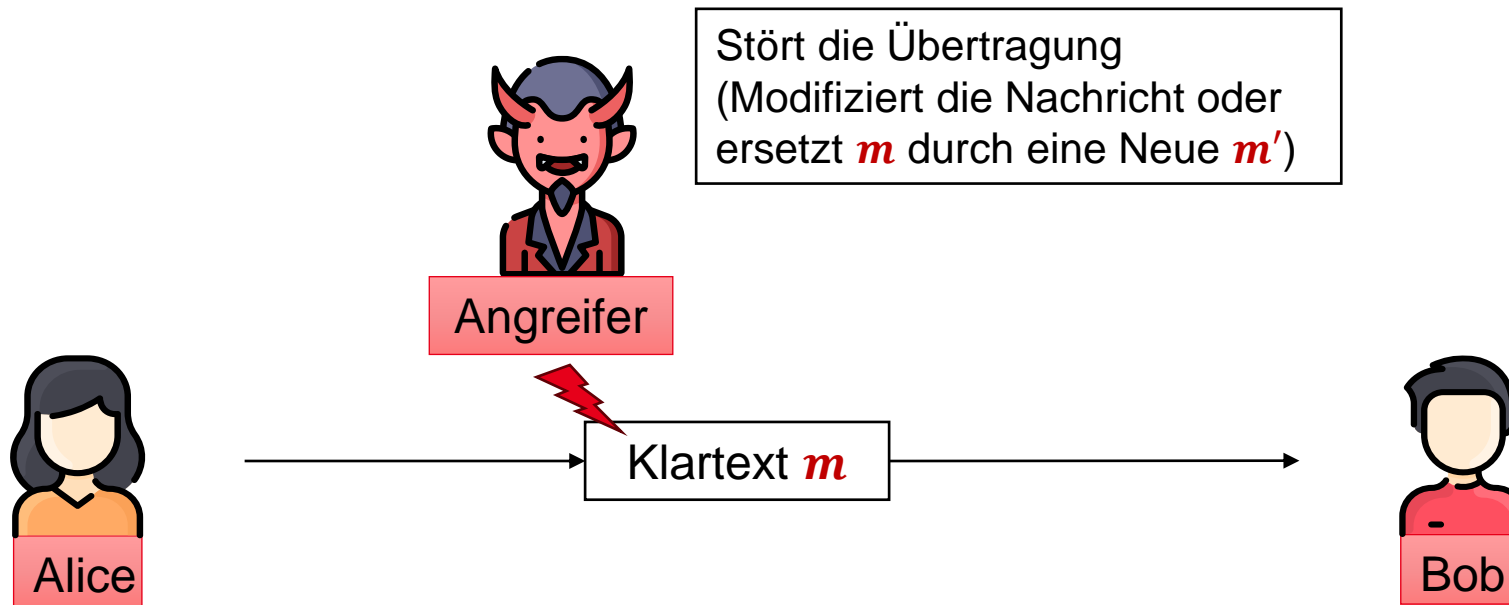 Stört die Übertragung
(Modifiziert die Nachricht oder
ersetzt m durch eine Neue m′)
Angreifer
Klartext m
Alice
Bob